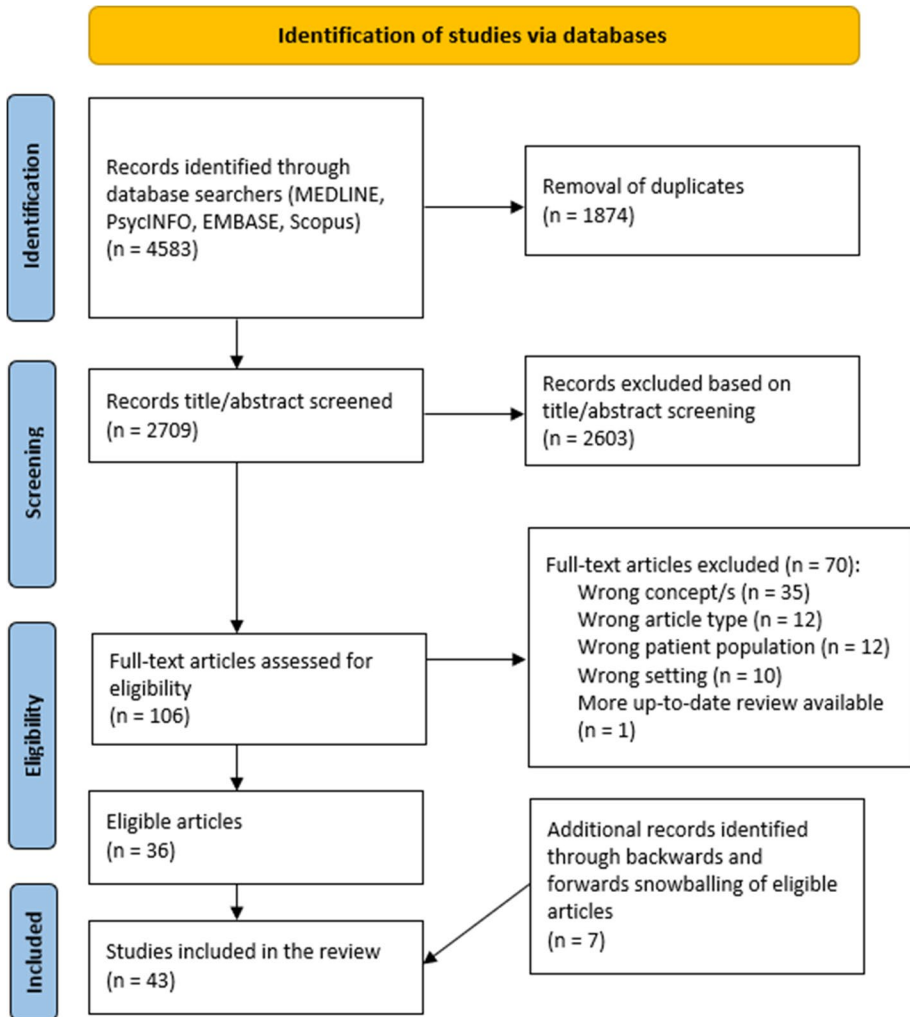 Identification of studies via databases
Identification
Records identified through
database searchers (MEDLINE,
PsycINFO, EMBASE, Scopus)
(n = 4583)
Removal of duplicates
(n = 1874)
Screening
Records title/abstract screened
(n = 2709)
Records excluded based on
title/abstract screening
(n = 2603)
Eligibility
Full-text articles assessed for
eligibility
(n = 106)
Full-text articles excluded (n = 70):
Wrong concept/s (n = 35)
Wrong article type (n = 12)
Wrong patient population (n = 12)
Wrong setting (n = 10)
More up-to-date review available
(n = 1)
Eligible articles
(n = 36)
Additional records identified
through backwards and
forwards snowballing of eligible
articles
(n = 7)
Included
Studies included in the review
(n = 43)